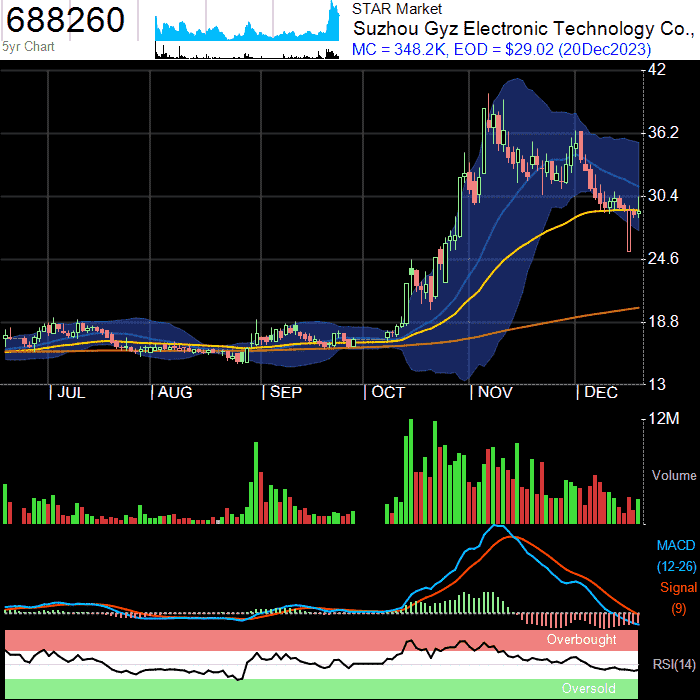 688260
5yr Chart
STAR Market
Suzhou Gyz Electronic Technology Co.,
MC = 348.2K, EOD = $29.02 (20Dec2023)
42
36.2
30.4
24.6
18.8
13
| JUL | AUG | SEP | OCT | NOV | DEC
12M
Volume
MACD
(12-26)
Signal
(9)
Overbought
RSI(14)
Oversold